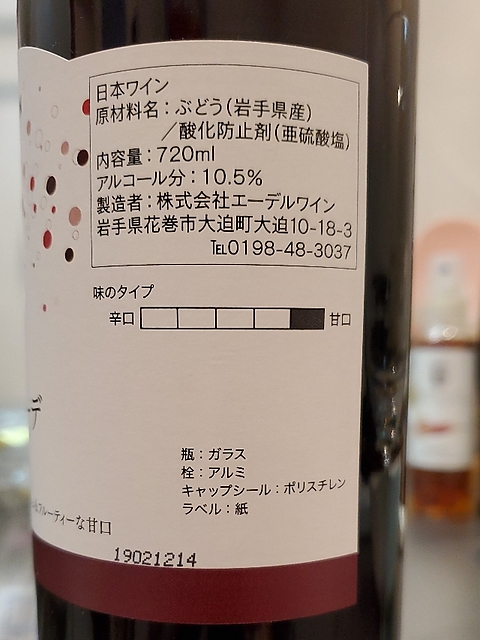 日本ワイン
原材料名：ぶどう(岩手県産)
／酸化防止剤(亜硫酸塩)
内容量：720ml
アルコール分：10.5%
製造者：株式会社エーデルワイン
岩手県花巻市大迫町大迫10-18-3
℡0198-48-3037
味のタイプ
辛口 甘口
ーデ
瓶：ガラス
栓：アルミ
キャップシール：ポリスチレン
ラベル：紙
フルーティーな甘口
19021214